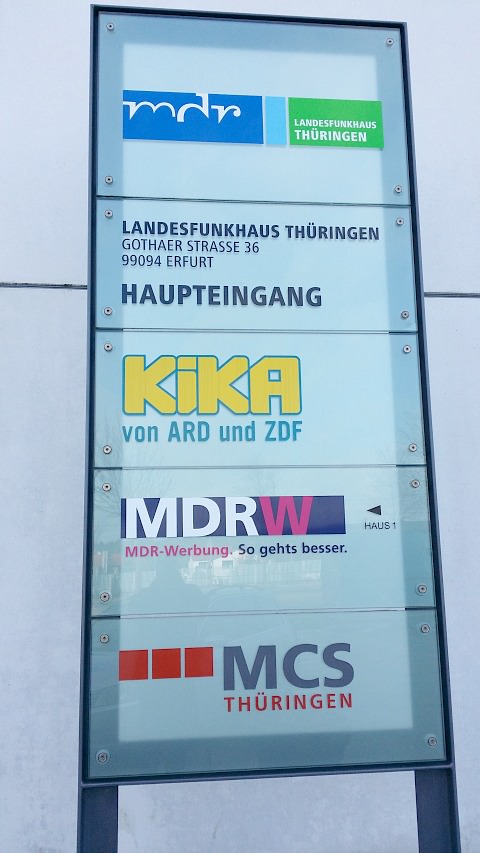 mdr
LANDESFUNKHAUS
THÜRINGEN
LANDESFUNKHAUS THÜRINGEN
GOTHAER STRASSE 36
99094 ERFURT
HAUPTEINGANG
KiKA
von ARD und ZDF
MDRW
HAUS 1
MDR-Werbung. So gehts besser.
MCS
THÜRINGEN